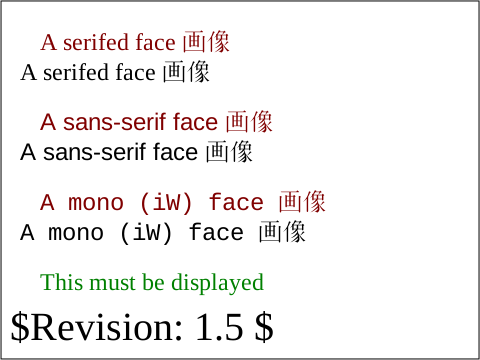 A serifed face 画像
A serifed face 画像
A sans-serif face 画像
A sans-serif face 画像
A mono (iW) face 画像
A mono (iW) face 画像
This must be displayed
$Revision: 1.5 $